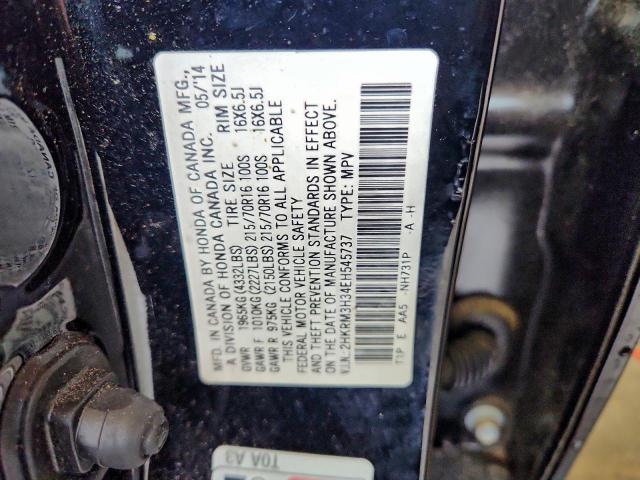 MFD. IN CANADA BY HONDA OF CANADA MFG.,
A DIVISION OF HONDA CANADA INC. 05/14
TIRE SIZE RIM SIZE
GVWR 1965KG(4332LBS)
GAWR F 1010KG(2227LBS) 215/70R16 100S 16X6.5J
GAWR R 975KG (2150LBS) 215/70R16 100S 16X6.5J
THIS VEHICLE CONFORMS TO ALL APPLICABLE
FEDERAL MOTOR VEHICLE SAFETY
AND THEFT PREVENTION STANDARDS IN EFFECT
ON THE DATE OF MANUFACTURE SHOWN ABOVE.
V.I.N.:2HKRM3H34EH545737 TYPE: MPV
T1P E AA5 NH731P -A -H
T0A A3